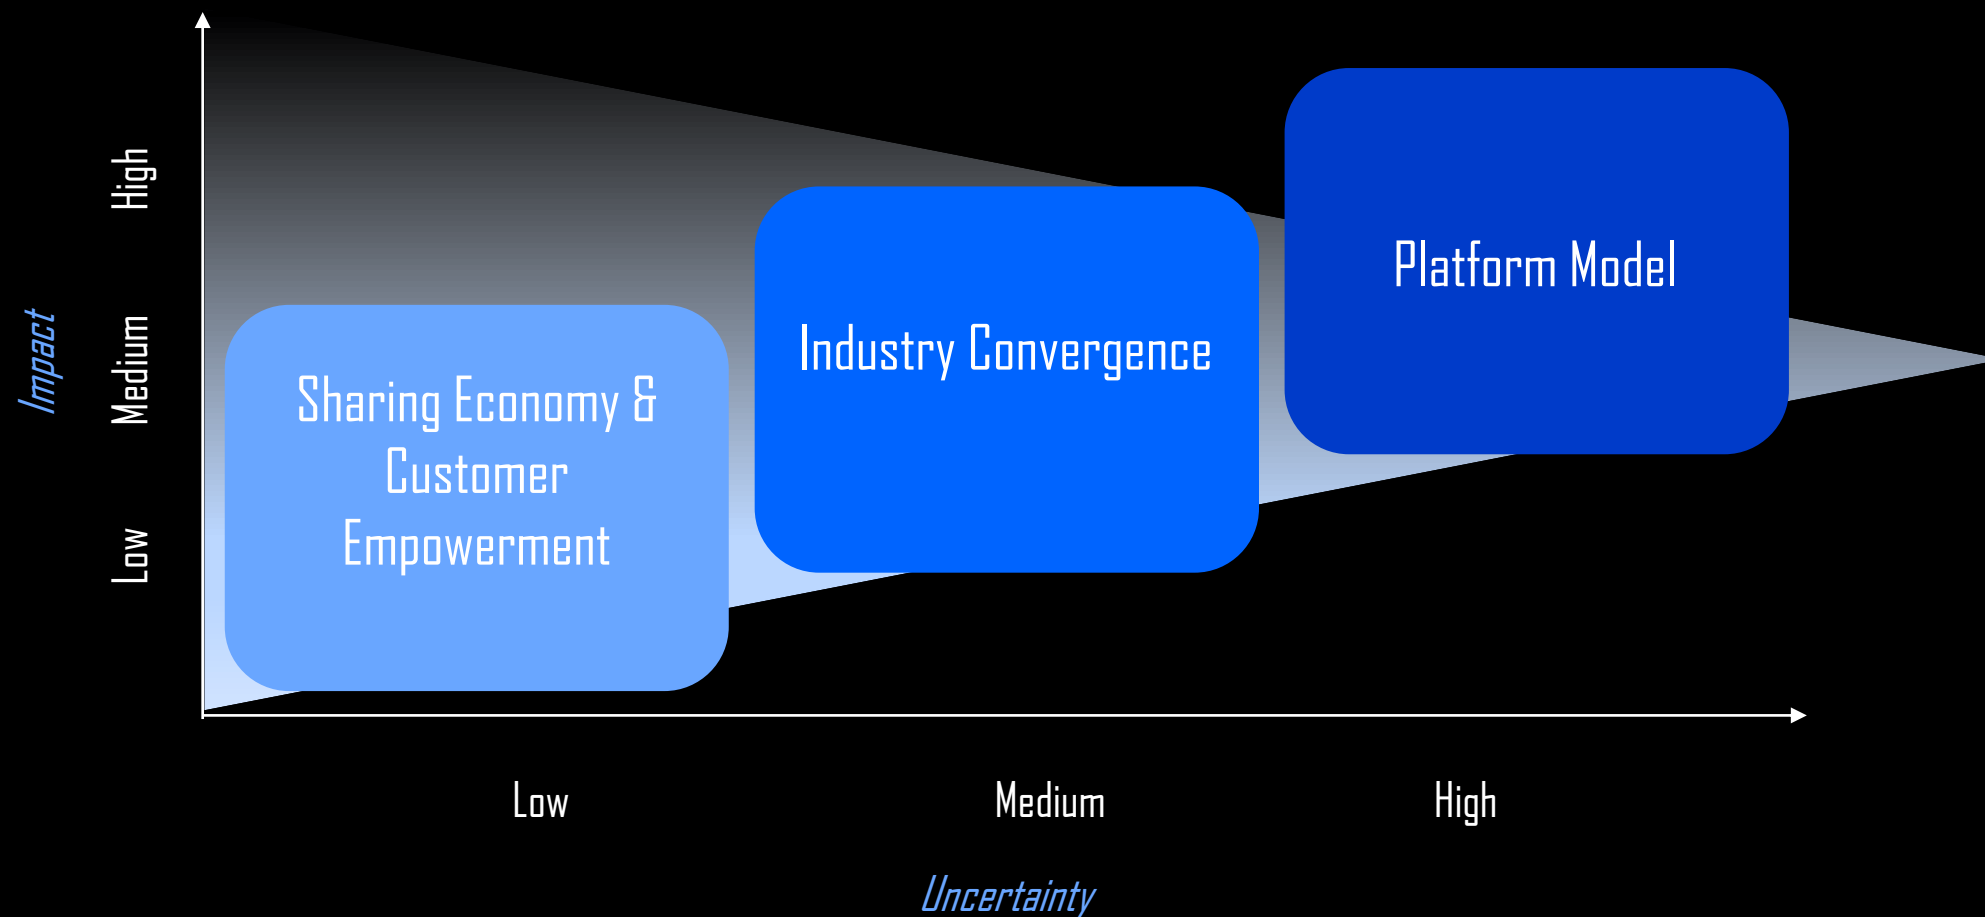 High
Medium
Low
Impact
Sharing Economy &
Customer
Empowerment
Industry Convergence
Platform Model
Low
Medium
High
Uncertainty